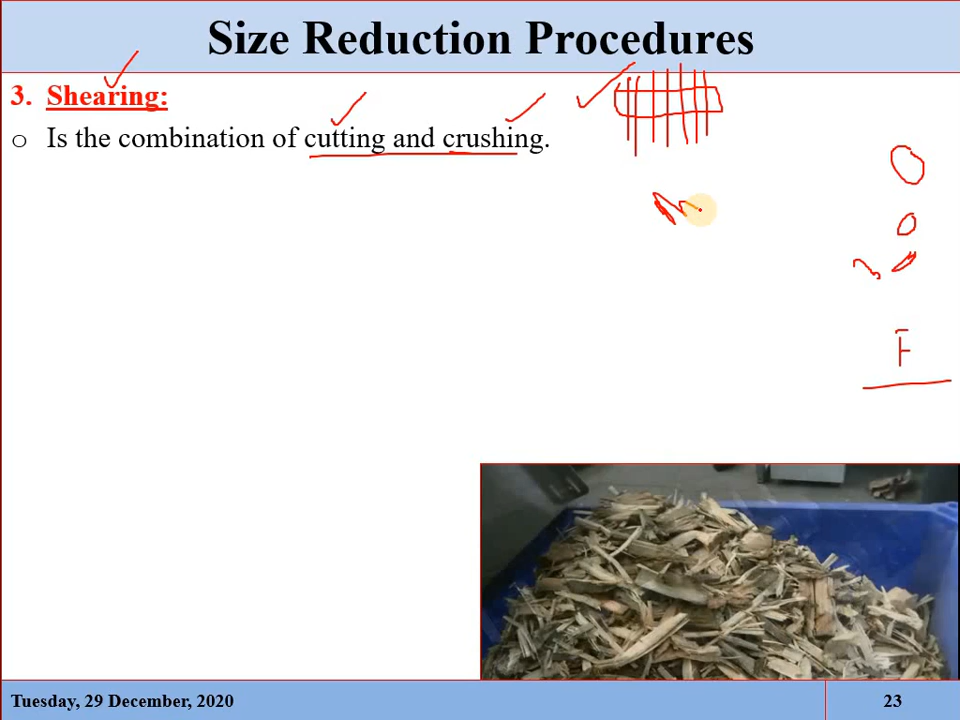 Size Reduction Procedures
3. Shearing:
o Is the combination of cutting and crushing.
F
Tuesday, 29 December, 2020
23